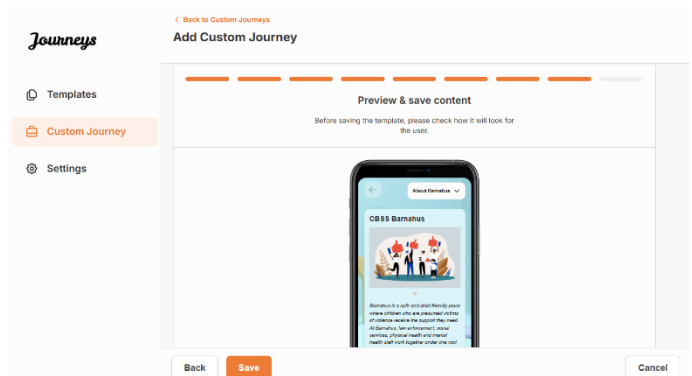 Journeys
Templates
Custom Journey
Settings
Back to Custom Journeys
Add Custom Journey
Preview & save content
Before saving the template, please check how it will look for
the user.
About Barnahus
CBSS Barnahus
Barnahus is a safe and child friendly place
where children who are presumed victims
of violence receive the support they need.
At Barnahus, law enforcement, social
services, physical health and mental
health staff work together under one roof.
Back
Save
Cancel